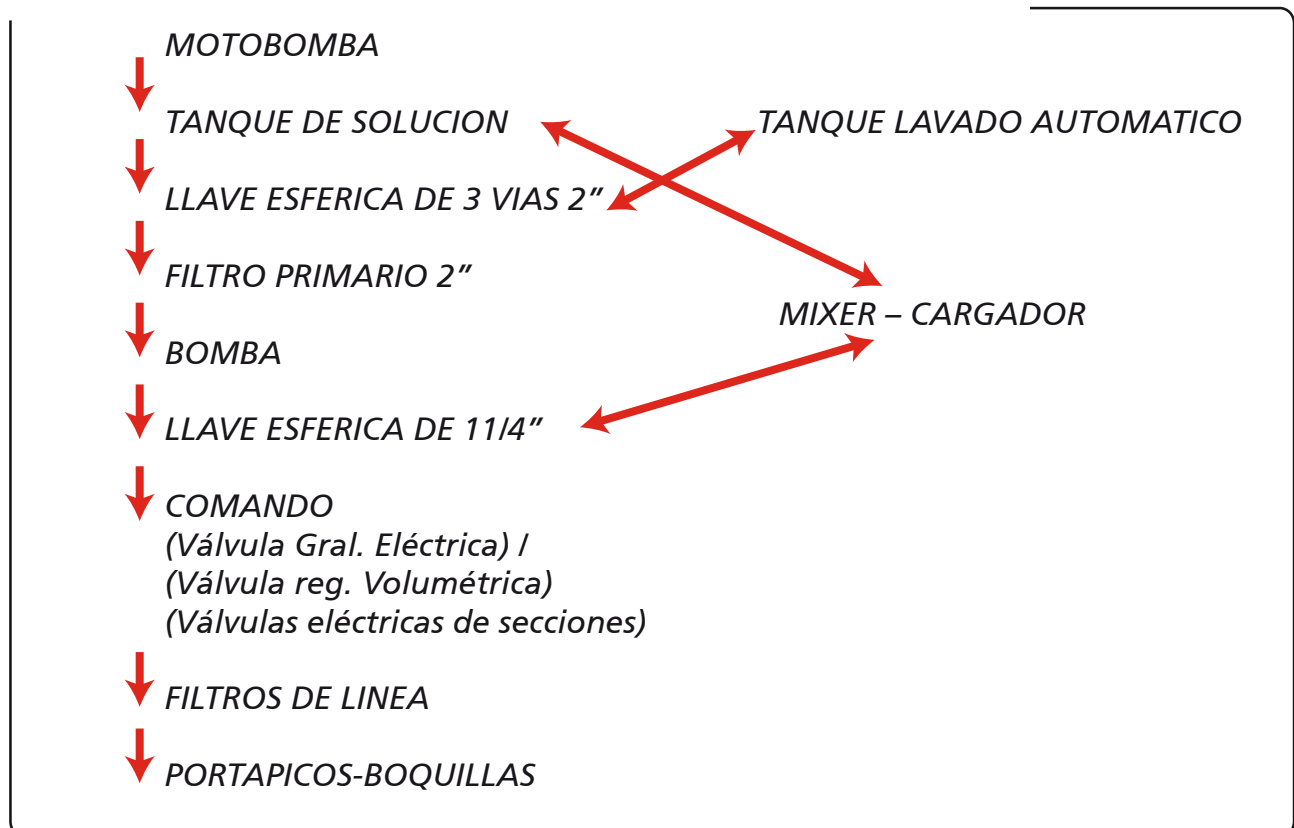 MOTOBOMBA
TANQUE DE SOLUCION
TANQUE LAVADO AUTOMATICO
LLAVE ESFERICA DE 3 VIAS 2”
FILTRO PRIMARIO 2”
MIXER – CARGADOR
BOMBA
LLAVE ESFERICA DE 11/4”
COMANDO
(Válvula Gral. Eléctrica) /
(Válvula reg. Volumétrica)
(Válvulas eléctricas de secciones)
FILTROS DE LINEA
PORTAPICOS-BOQUILLAS